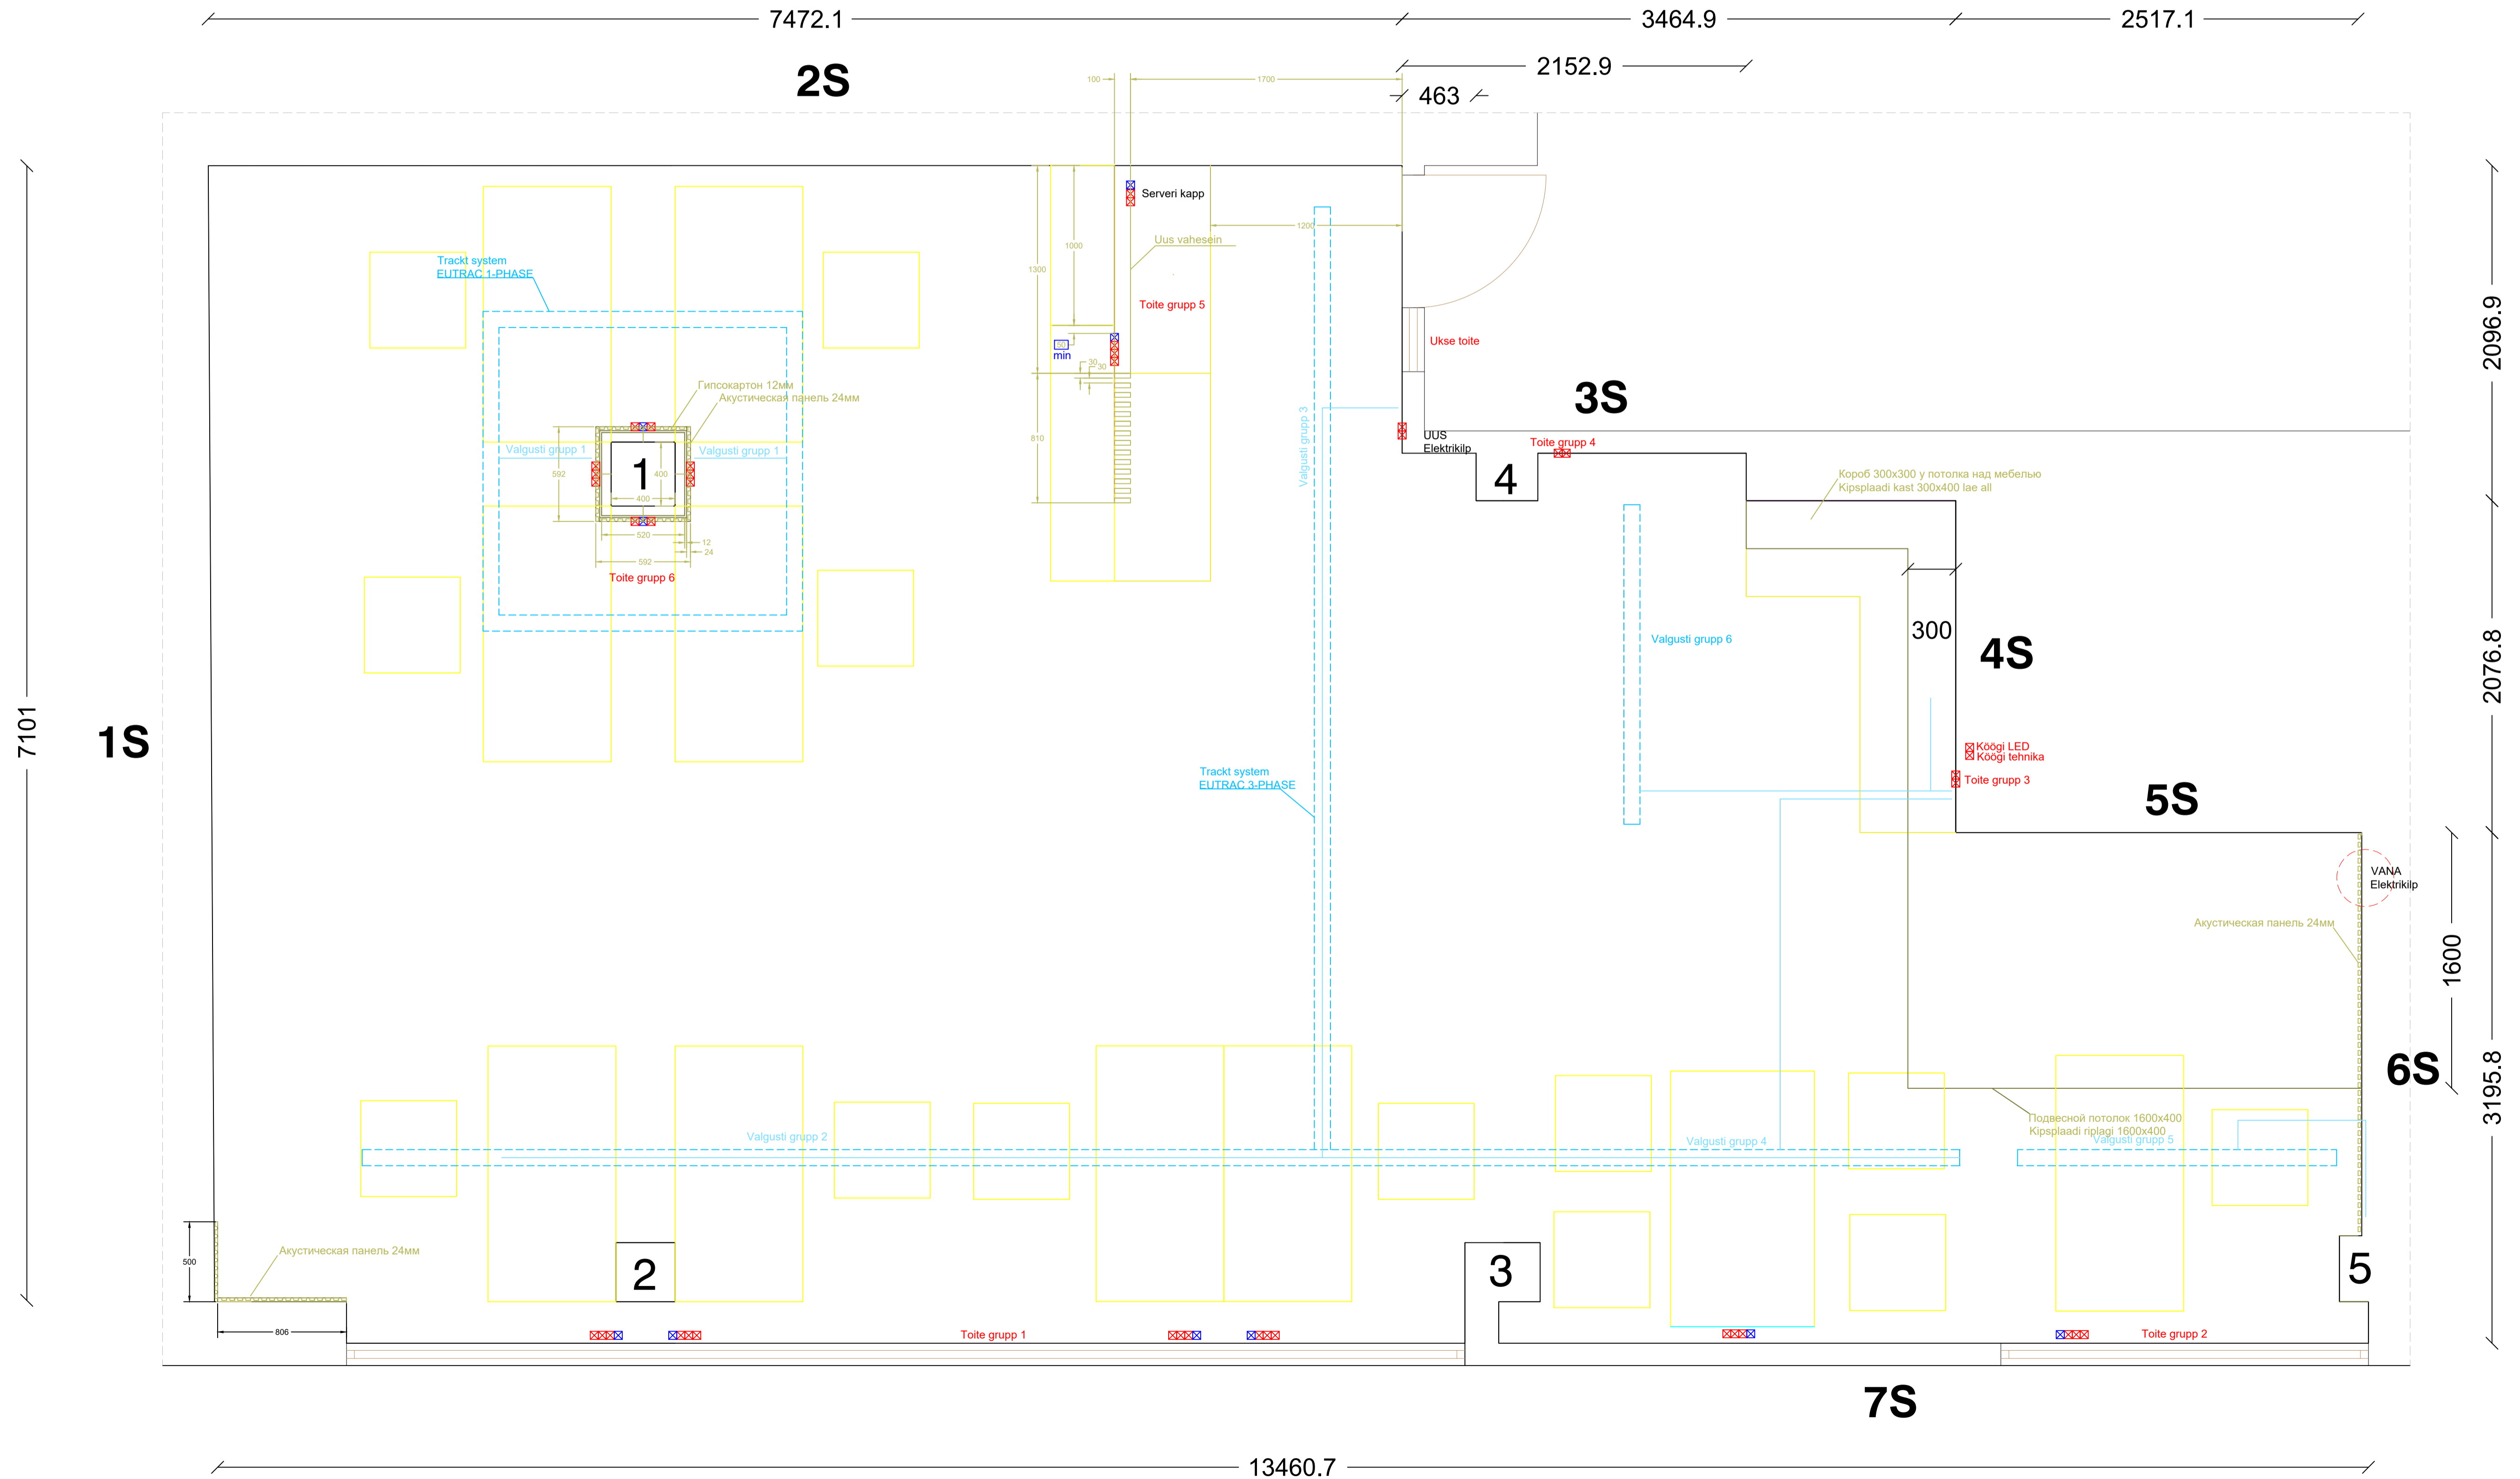 7472.1
3464.9
2517.1
2S
2152.9
100
1700
463
Serveri kapp
1200
Uus vahesein
1000
1300
Trackt system
EUTRAC 1-PHASE
Toite grupp 5
2096.9
50
min
30
30
Ukse toite
3S
Гипсокартон 12мм
Акустическая панель 24мм
Valgusti grupp 3
810
UUS
Elektrikilp
Toite grupp 4
Valgusti grupp 1
Valgusti grupp 1
592
1
400
400
4
Короб 300x300 у потолка над мебелью
Kipsplaadi kast 300x400 lae all
520
12
24
592
Toite grupp 6
300
Valgusti grupp 6
4S
2076.8
7101
1S
Köögi LED
Köögi tehnika
Toite grupp 3
Trackt system
EUTRAC 3-PHASE
5S
VANA
Elektrikilp
Акустическая панель 24мм
1600
6S
3195.8
Подвесной потолок 1600x400
Kipsplaadi riplagi 1600x400
Valgusti grupp 2
Valgusti grupp 4
Valgusti grupp 5
Акустическая панель 24мм
500
2
3
5
806
Toite grupp 1
Toite grupp 2
7S
13460.7